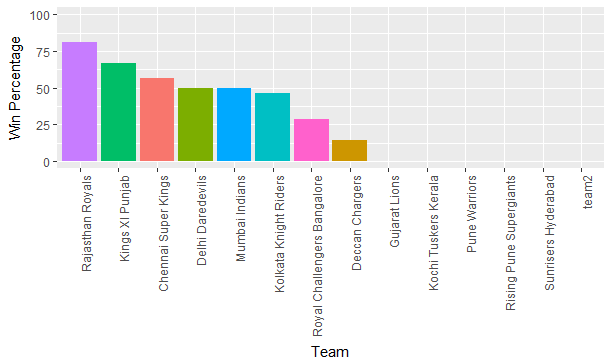 100
75
50
25
0
Win Percentage
Rajasthan Royals
Kings XI Punjab
Chennai Super Kings
Delhi Daredevils
Mumbai Indians
Kolkata Knight Riders
Royal Challengers Bangalore
Deccan Chargers
Gujarat Lions
Kochi Tuskers Kerala
Pune Warriors
Rising Pune Supergiants
Sunrisers Hyderabad
team2
Team